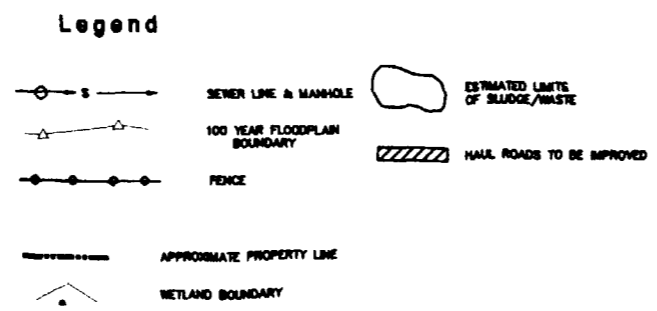 Legend
S
SEWER LINE & MANHOLE
100 YEAR FLOODPLAIN
BOUNDARY
FENCE
APPROXIMATE PROPERTY LINE
WETLAND BOUNDARY
ESTIMATED LIMITS
OF SLUDGE/WASTE
HAUL ROADS TO BE IMPROVED